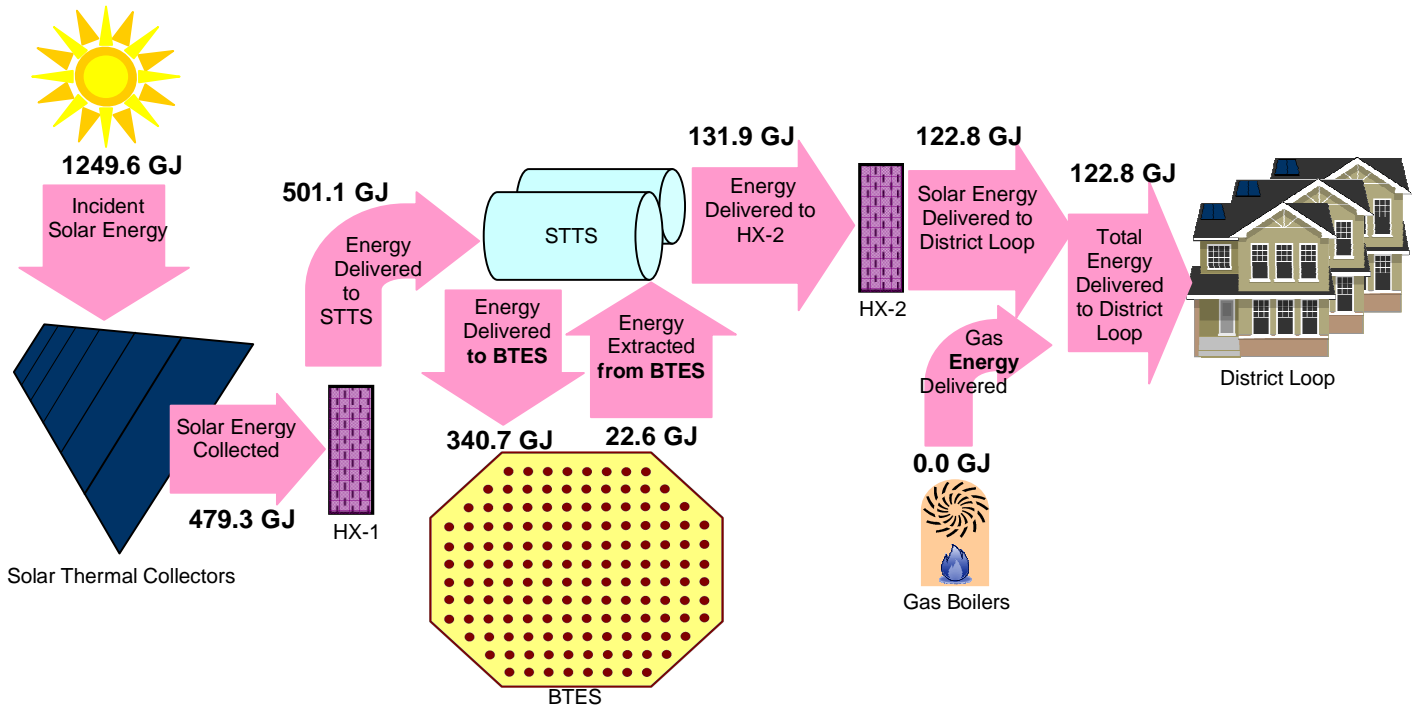 1249.6 GJ
Incident
Solar Energy
Solar Thermal Collectors
Solar Energy
Collected
479.3 GJ
HX-1
501.1 GJ
Energy
Delivered
to
STTS
STTS
Energy
Delivered
to BTES
340.7 GJ
Energy
Extracted
from BTES
22.6 GJ
BTES
131.9 GJ
Energy
Delivered to
HX-2
HX-2
122.8 GJ
Solar Energy
Delivered to
District Loop
Gas
Energy
Delivered
0.0 GJ
Gas Boilers
122.8 GJ
Total
Energy
Delivered
to District
Loop
District Loop